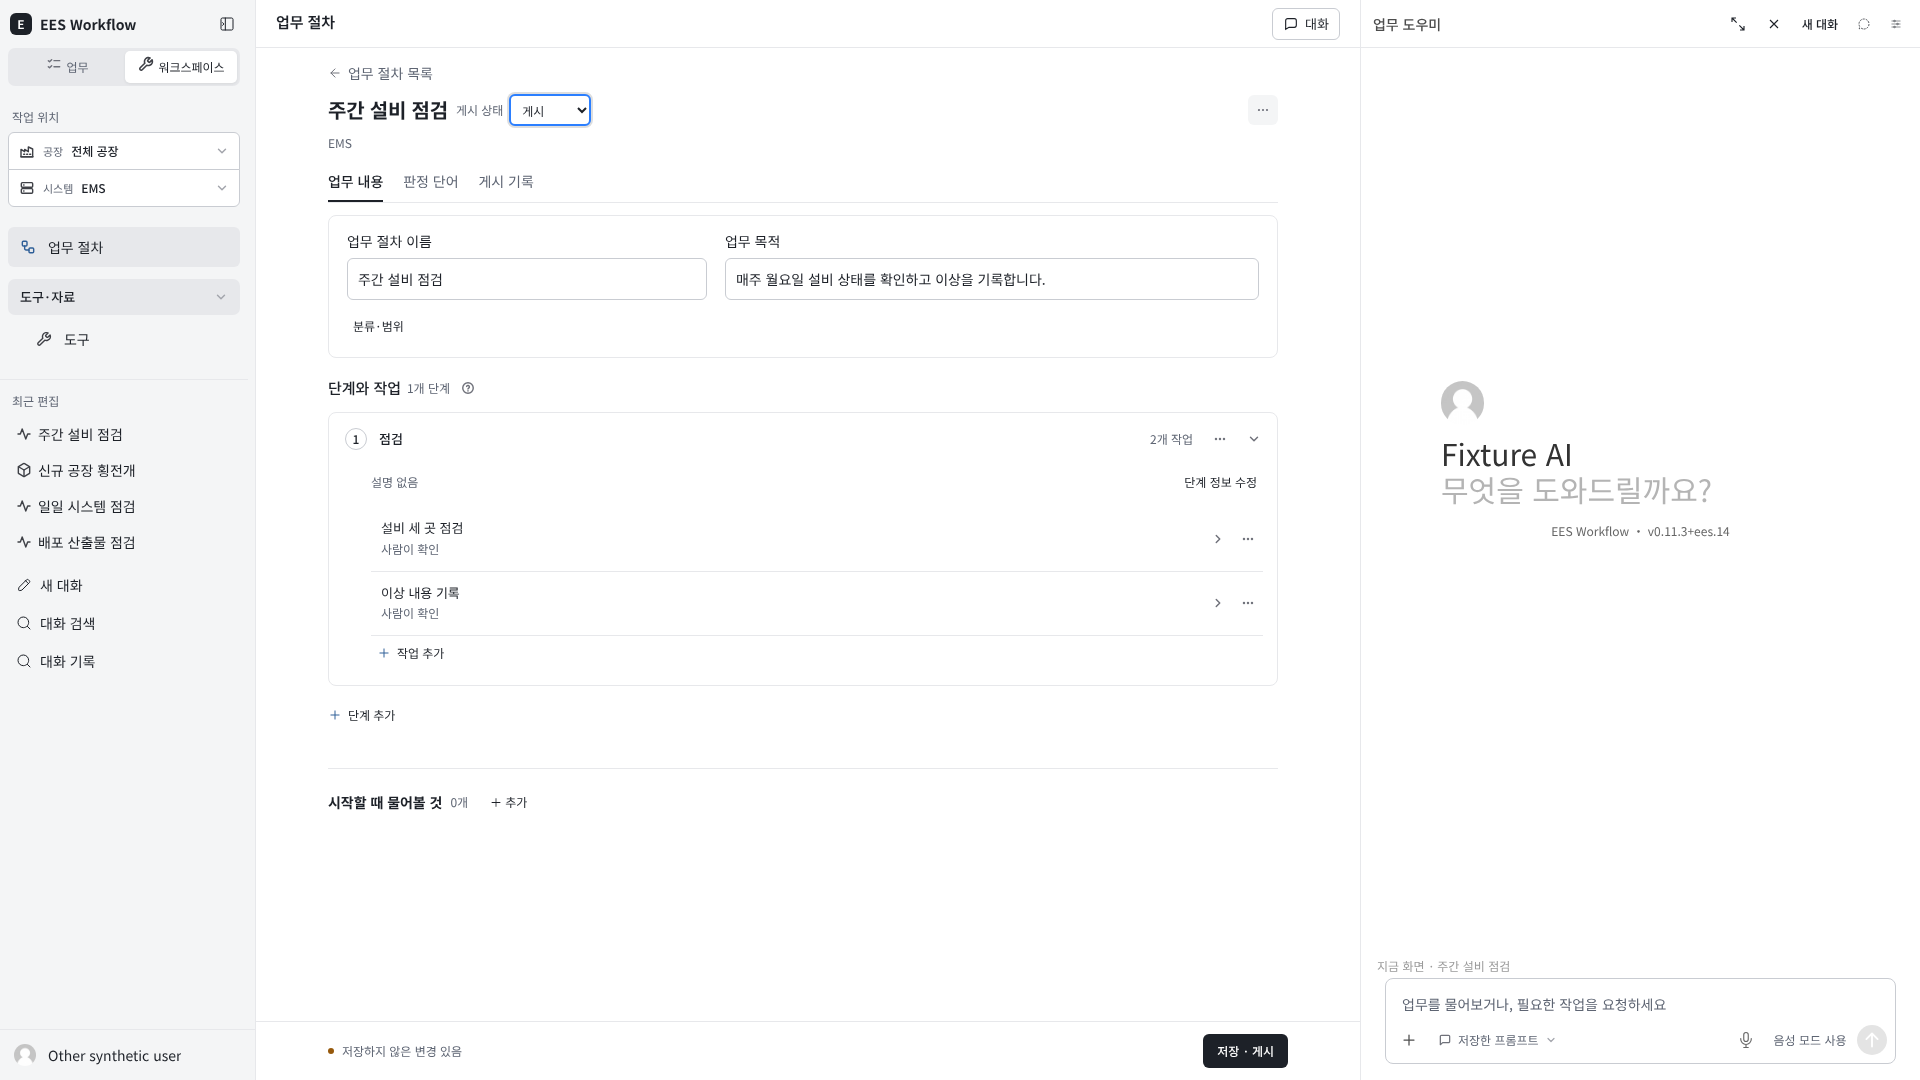 E EES Workflow
업무
워크스페이스
작업 위치
공장 전체 공장
시스템 EMS
업무 절차
도구·자료
도구
최근 편집
주간 설비 점검
신규 공장 횡전개
일일 시스템 점검
배포 산출물 점검
새 대화
대화 검색
대화 기록
Other synthetic user
업무 절차
대화
업무 절차 목록
주간 설비 점검 게시 상태 게시
EMS
업무 내용 판정 단어 게시 기록
업무 절차 이름
주간 설비 점검
업무 목적
매주 월요일 설비 상태를 확인하고 이상을 기록합니다.
분류·범위
단계와 작업 1개 단계
1 점검 2개 작업
설명 없음 단계 정보 수정
설비 세 곳 점검
사람이 확인
이상 내용 기록
사람이 확인
작업 추가
단계 추가
시작할 때 물어볼 것 0개 추가
저장하지 않은 변경 있음
저장 · 게시
업무 도우미
새 대화
Fixture AI
무엇을 도와드릴까요?
EES Workflow • v0.11.3+ees.14
지금 화면 · 주간 설비 점검
업무를 물어보거나, 필요한 작업을 요청하세요
저장한 프롬프트
음성 모드 사용